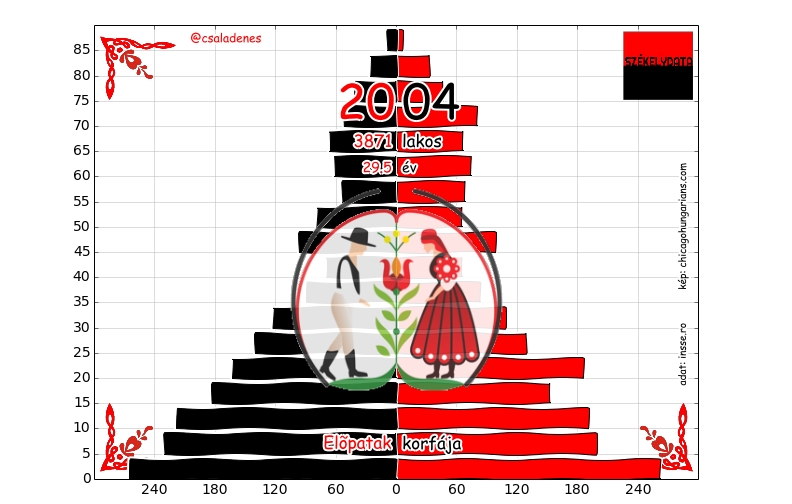 @csaladenes
SZÉKELYDATA
2004
3871 lakos
29.5 év
kép: chicagohungarians.com
adat: insse.ro
Előpatak korfája
85
80
75
70
65
60
55
50
45
40
35
30
25
20
15
10
5
0
240 180 120 60 0 60 120 180 240